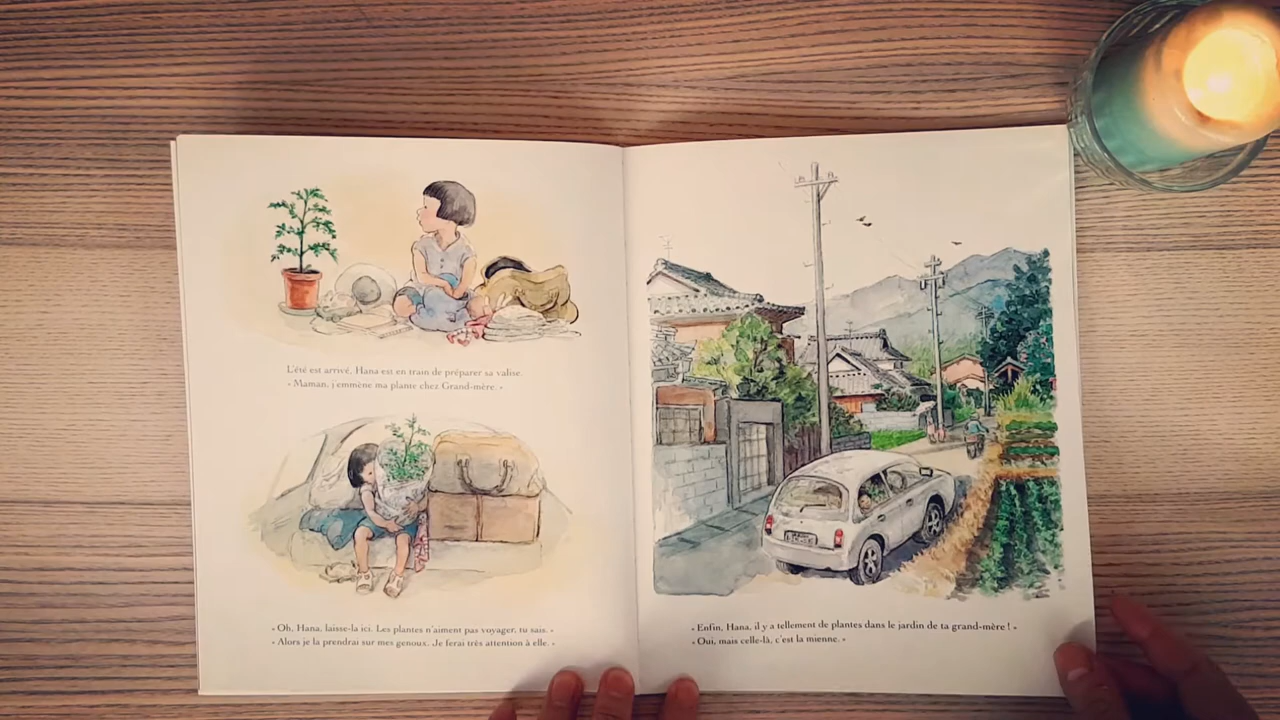 L'été est arrivé, Hana est en train de préparer sa valise.
« Maman, j'emmène ma plante chez Grand-mère. »
« Oh, Hana, laisse-la ici. Les plantes n'aiment pas voyager, tu sais. »
« Alors je la prendrai sur mes genoux. Je ferai très attention à elle. »
« Enfin, Hana, il y a tellement de plantes dans le jardin de ta grand-mère ! »
« Oui, mais celle-là, c'est la mienne. »